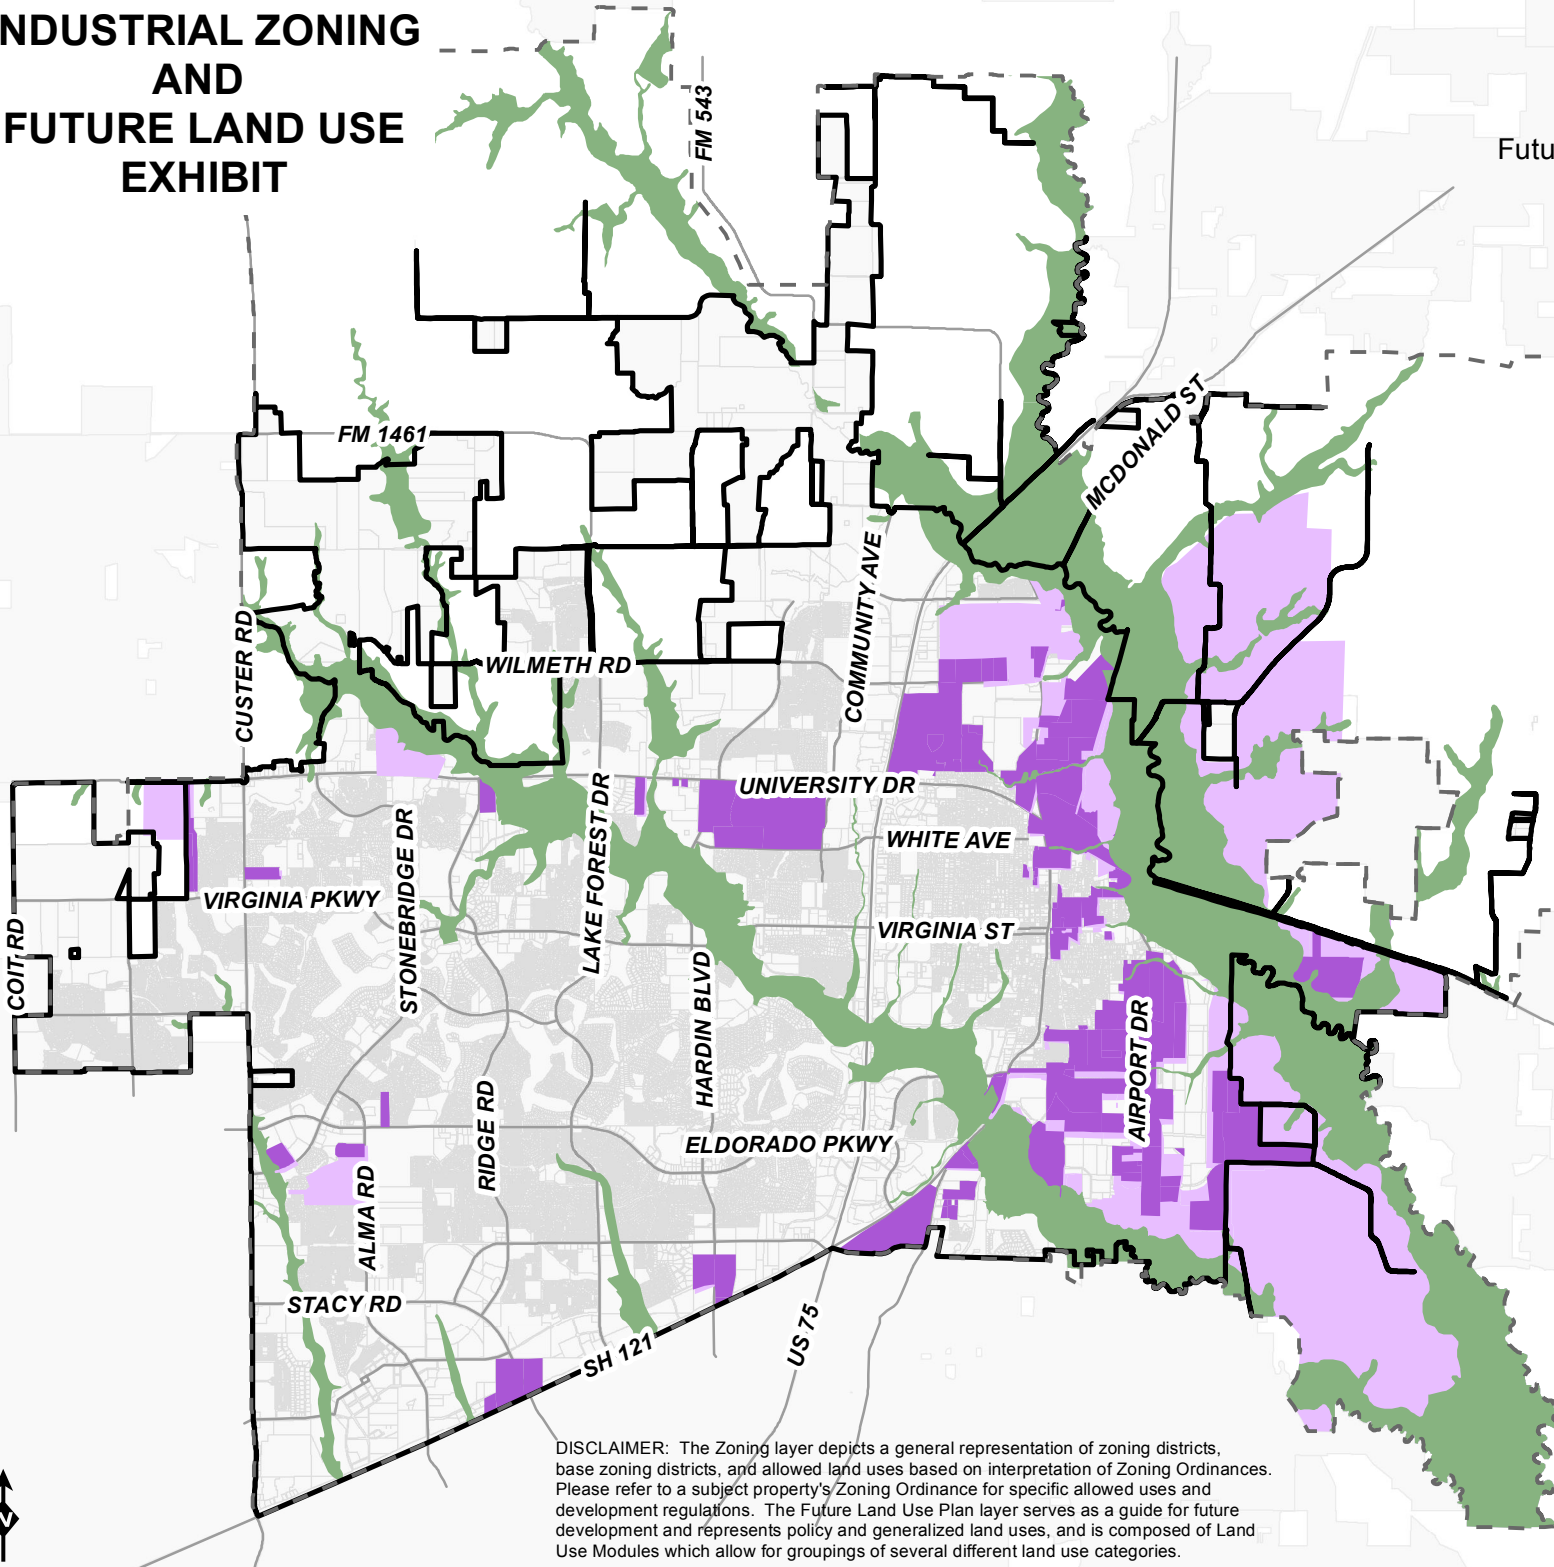 NDUSTRIAL ZONING
AND
FUTURE LAND USE
EXHIBIT
Futu
FM 543
MCDONALD ST
FM 1461
COMMUNITY AVE
CUSTER RD
WILMETH RD
UNIVERSITY DR
WHITE AVE
STONEBRIDGE DR
LAKE FOREST DR
VIRGINIA PKWY
VIRGINIA ST
COIT RD
HARDIN BLVD
AIRPORT DR
RIDGE RD
ELDORADO PKWY
ALMA RD
STACY RD
SH 121
US 75
DISCLAIMER: The Zoning layer depicts a general representation of zoning districts,
base zoning districts, and allowed land uses based on interpretation of Zoning Ordinances.
Please refer to a subject property's Zoning Ordinance for specific allowed uses and
development regulations. The Future Land Use Plan layer serves as a guide for future
development and represents policy and generalized land uses, and is composed of Land
Use Modules which allow for groupings of several different land use categories.